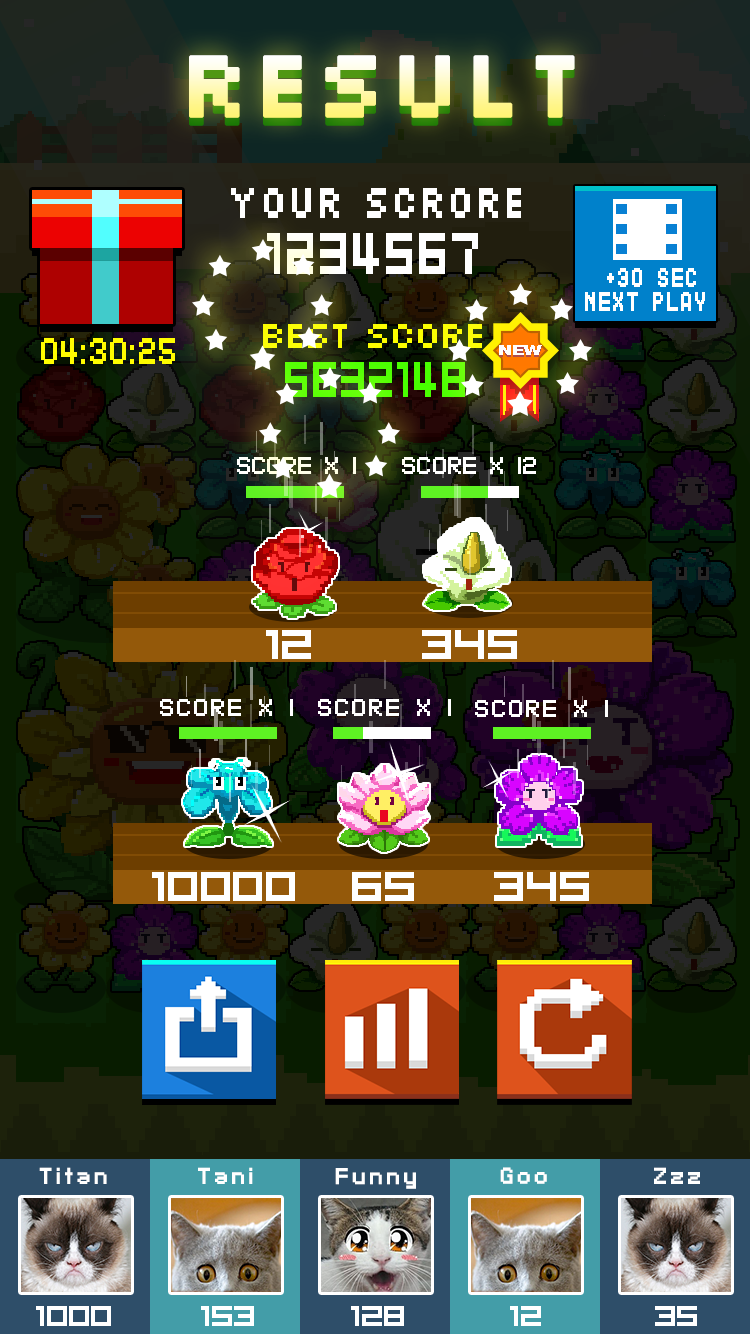 RESULT
YOUR SCRORE
1234567
+30 SEC
NEXT PLAY
04:30:25
BEST SCORE
NEW
5632148
SCORE X 1
SCORE X 12
12
345
SCORE X 1
SCORE X 1
SCORE X 1
10000
65
345
Titan
Tani
Funny
Goo
Zzz
1000
153
128
12
35